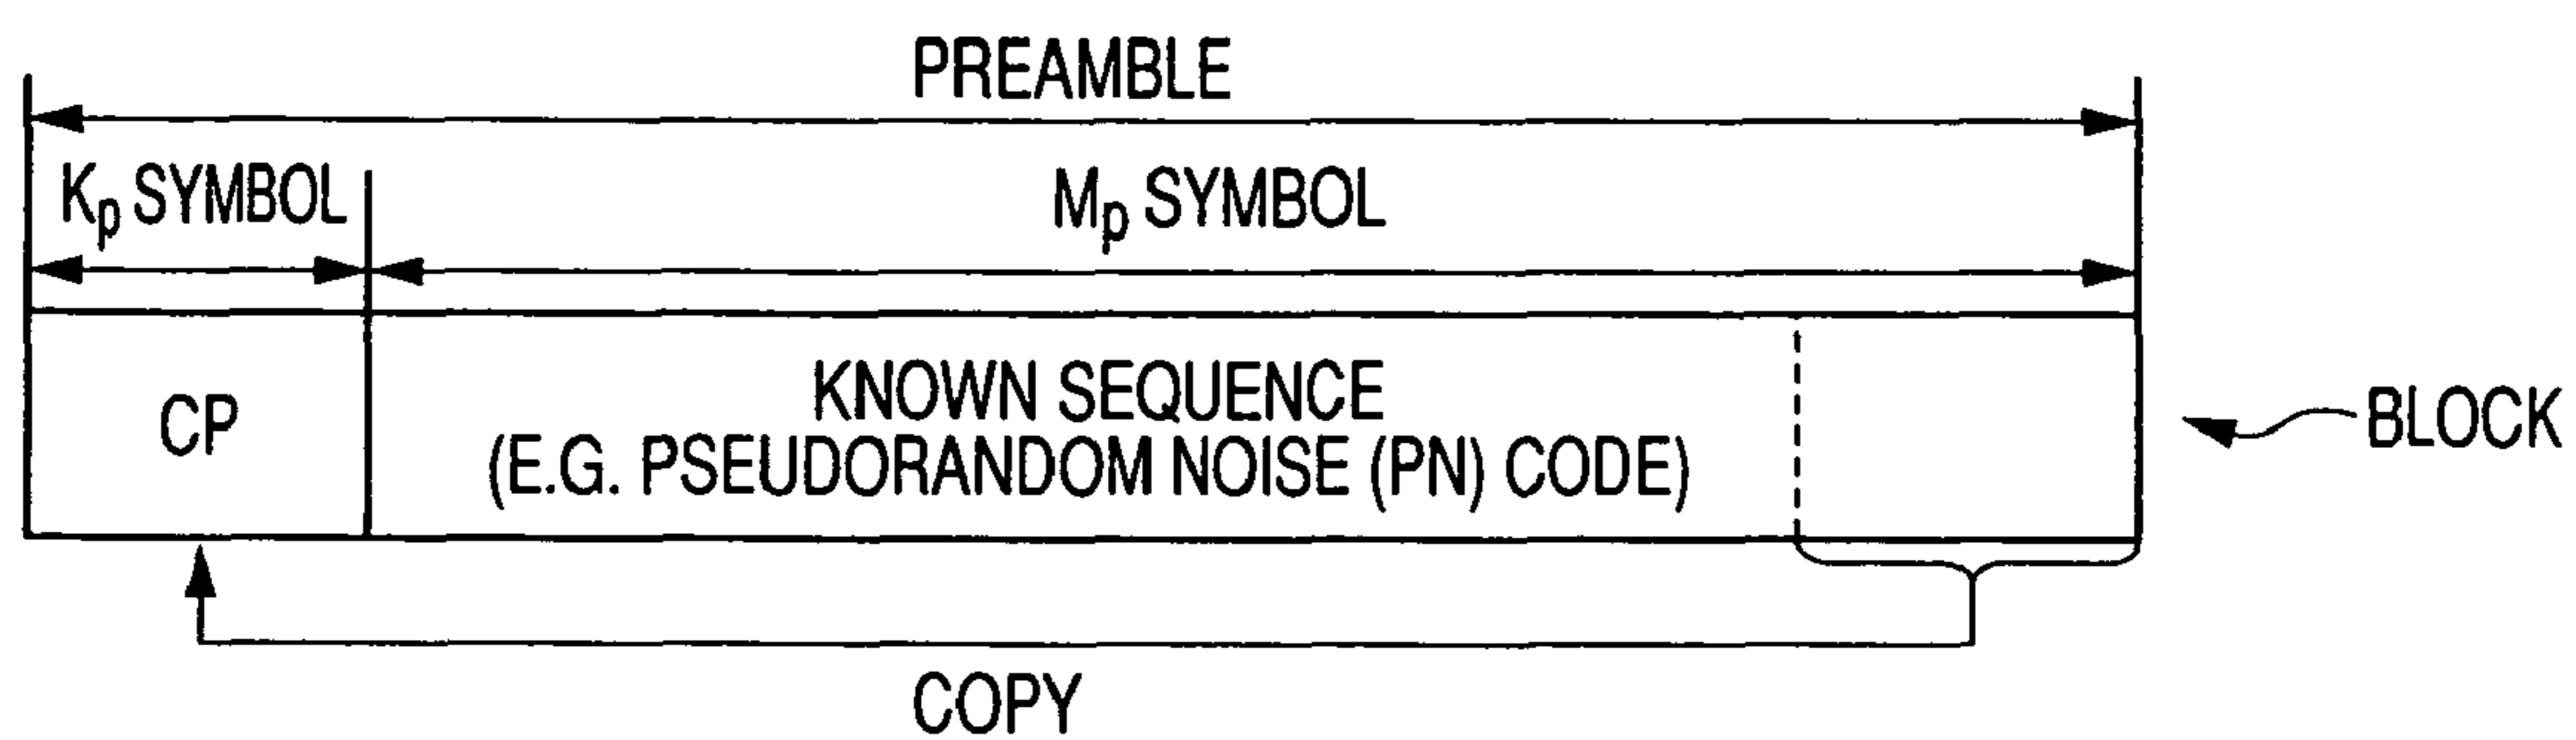 PREAMBLE
Kp SYMBOL
Mp SYMBOL
CP
KNOWN SEQUENCE
(E.G. PSEUDORANDOM NOISE (PN) CODE)
BLOCK
COPY